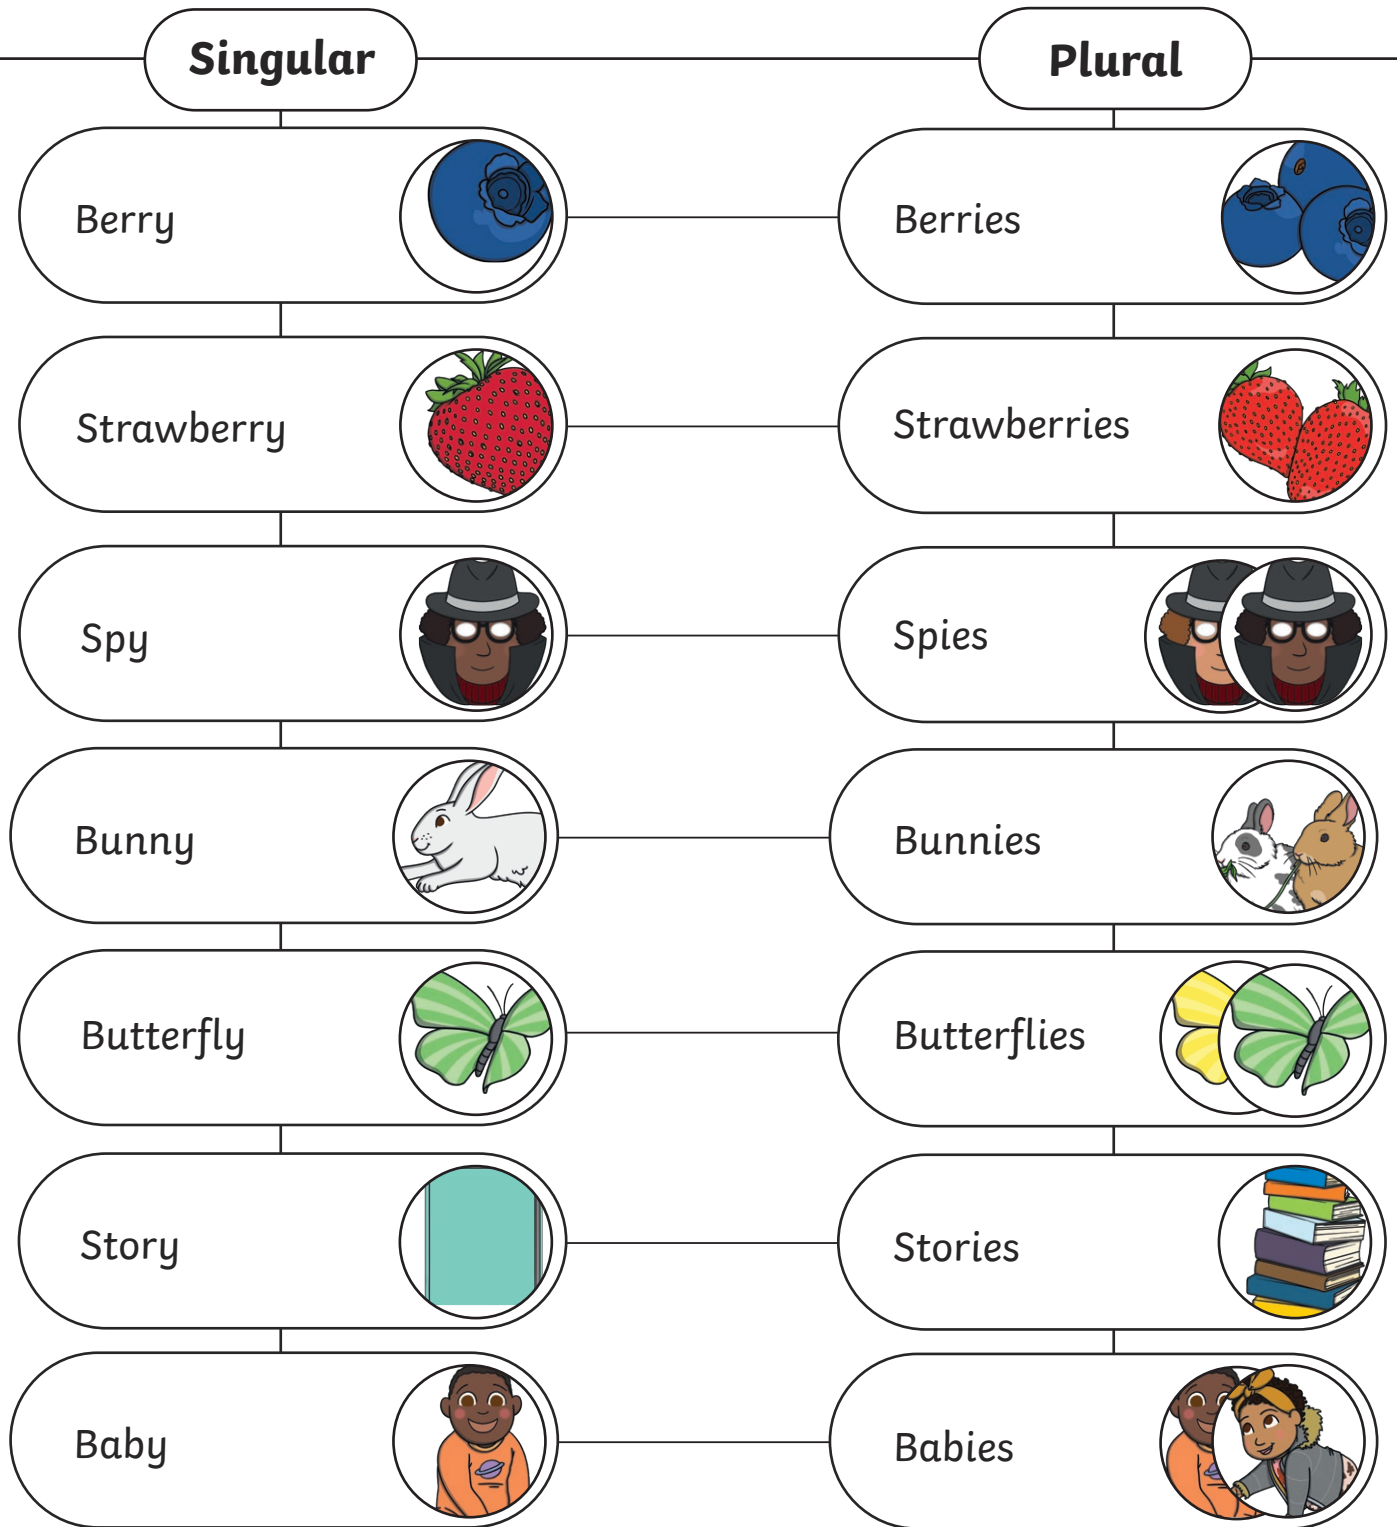 Singular
Plural
Berry
Berries
Strawberry
Strawberries
Spy
Spies
Bunny
Bunnies
Butterfly
Butterflies
Story
Stories
Baby
Babies